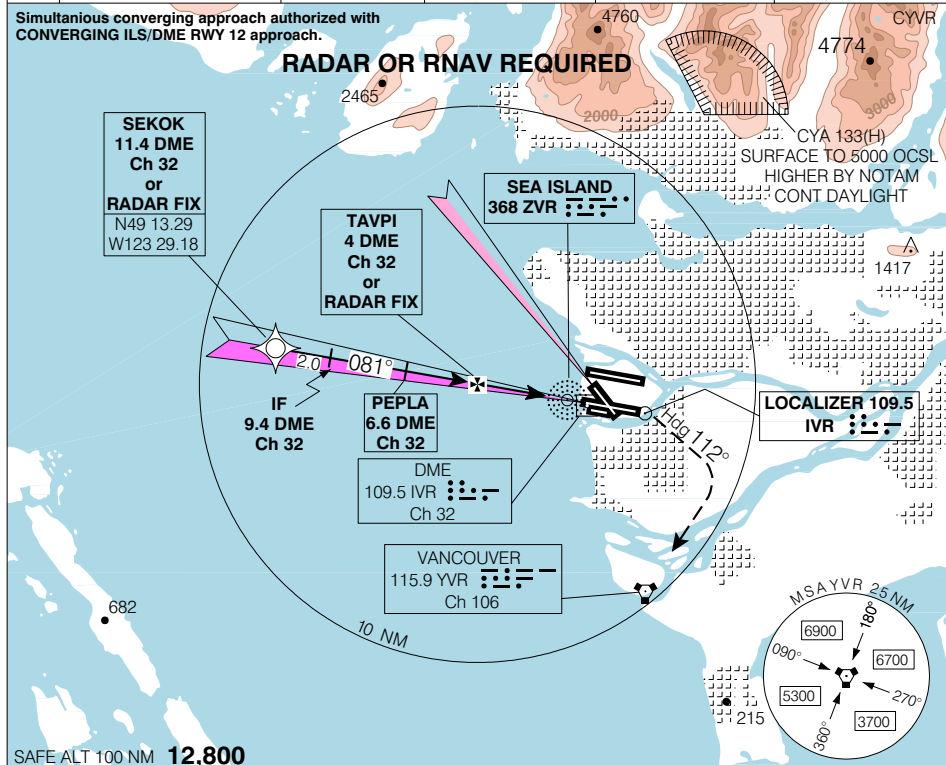 Simultanious converging approach authorized with
CONVERGING ILS/DME RWY 12 approach.
4760
CYVR
4774
RADAR OR RNAV REQUIRED
2465
2000
3000
CYA 133(H)
SURFACE TO 5000 OCSL
HIGHER BY NOTAM
CONT DAYLIGHT
SEKOK
11.4 DME
Ch 32
or
RADAR FIX
N49 13.29
W123 29.18
SEA ISLAND
368 ZVR
TAVPI
4 DME
Ch 32
or
RADAR FIX
1417
2.0
081°
IF
9.4 DME
Ch 32
PEPLA
6.6 DME
Ch 32
LOCALIZER 109.5
IVR
Hdg 112°
DME
109.5 IVR
Ch 32
VANCOUVER
115.9 YVR
Ch 106
10 NM
682
215
MSA YVR 25 NM
180°
6900
090°
6700
5300
270°
3700
360°
SAFE ALT 100 NM 12,800